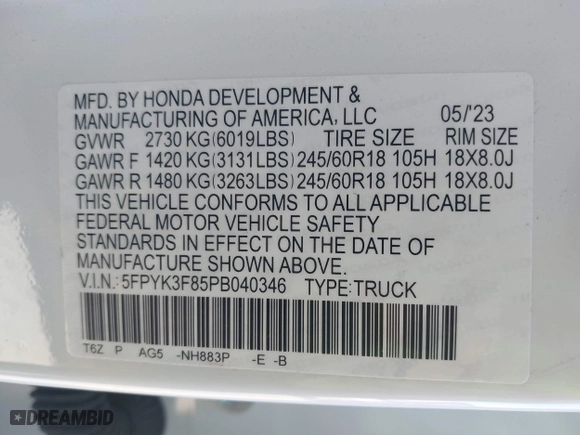 MFD. BY HONDA DEVELOPMENT &
MANUFACTURING OF AMERICA, LLC 05/'23
GVWR 2730 KG(6019LBS) TIRE SIZE RIM SIZE
GAWR F 1420 KG(3131LBS) 245/60R18 105H 18X8.0J
GAWR R 1480 KG(3263LBS) 245/60R18 105H 18X8.0J
THIS VEHICLE CONFORMS TO ALL APPLICABLE
FEDERAL MOTOR VEHICLE SAFETY
STANDARDS IN EFFECT ON THE DATE OF
MANUFACTURE SHOWN ABOVE.
V.I.N.: 5FPYK3F85PB040346 TYPE:TRUCK
T6Z P AG5 -NH883P -E -B
DREAMBID